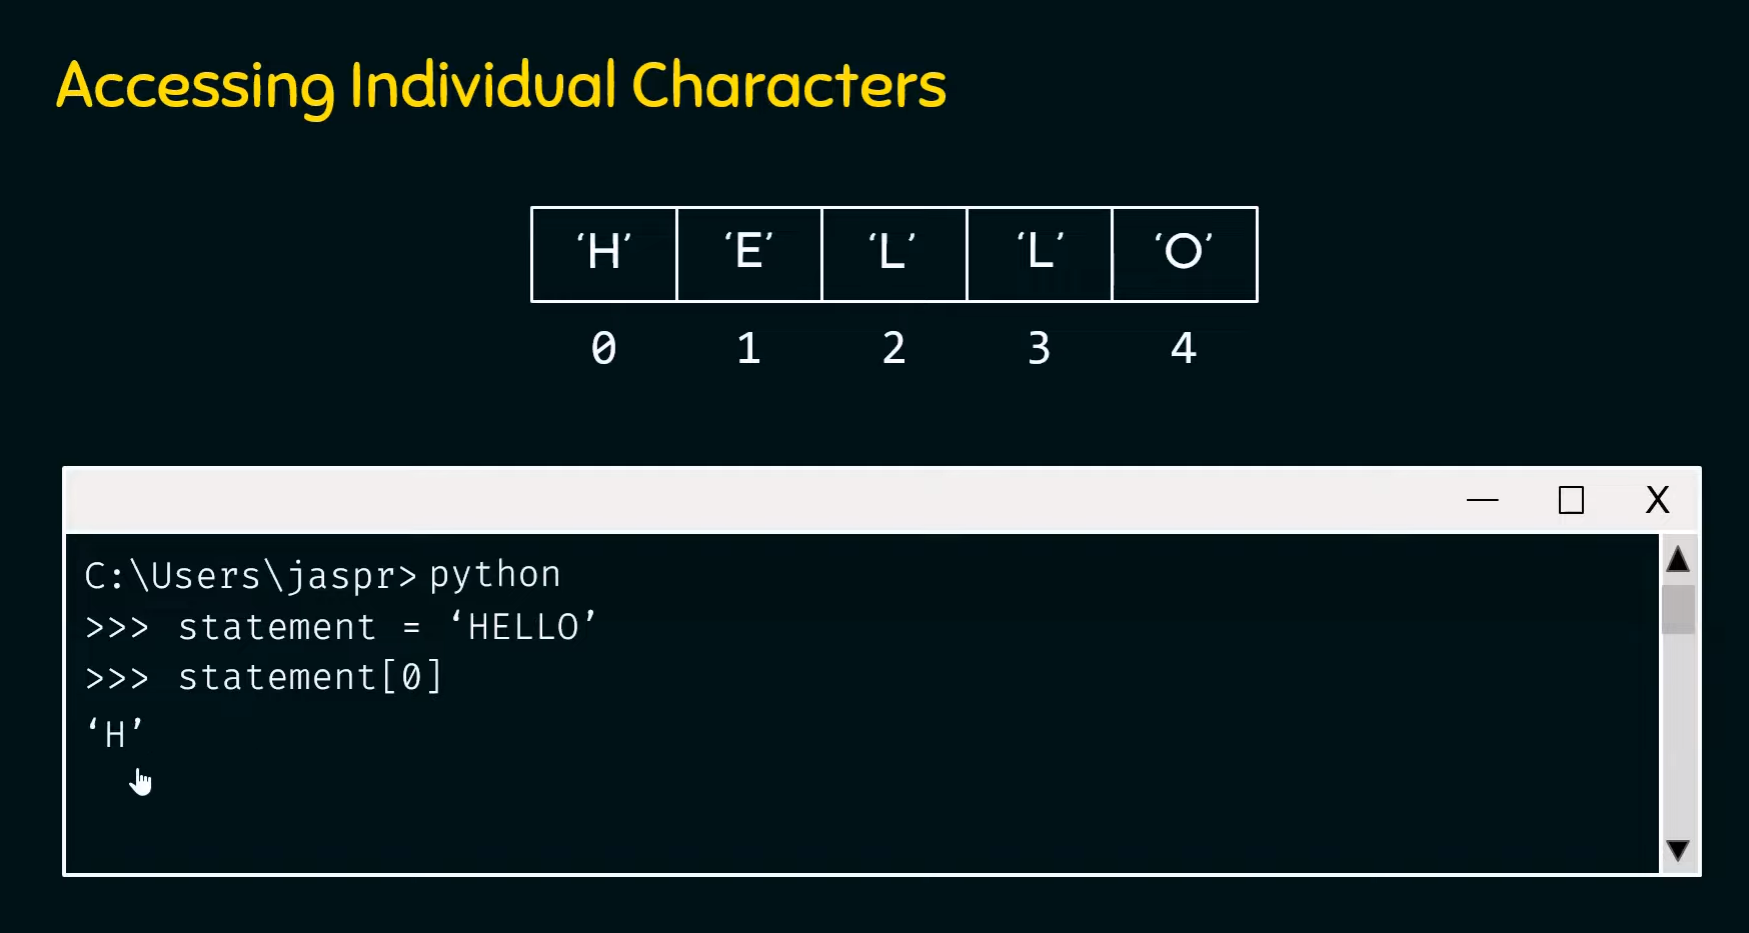 Accessing Individual Characters
‘H’ ‘E’ ‘L’ ‘L’ ‘O’
0 1 2 3 4
X
C:\Users\jaspr> python
>>> statement = ‘HELLO’
>>> statement[0]
‘H’